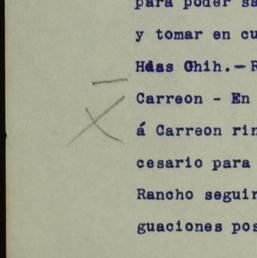 para poder sa
y tomar en cu
Hdas Chih.-R
Carreon - En
á Carreon rin
cesario para
Rancho seguir
guaciones pos